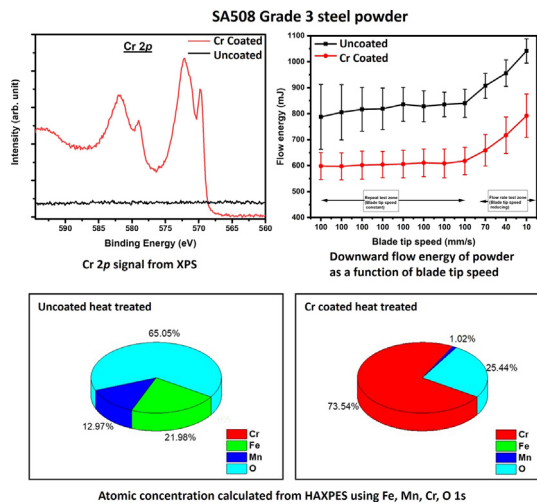 SA508 Grade 3 steel powder
Cr 2p
Cr Coated
Uncoated
Intensity (arb. unit)
590 580 570 560
Binding Energy (eV)
Cr 2p signal from XPS
Uncoated
Cr Coated
Flow energy (mJ)
1100
1000
900
800
700
600
500
400
Repeat test zone
(Blade tip speed
constant)
Flow rate test zone
(Blade tip speed
reducing)
100 100 100 100 100 100 100 100 70 40 10
Blade tip speed (mm/s)
Downward flow energy of powder
as a function of blade tip speed
Uncoated heat treated
65.05%
12.97%
21.98%
Cr
Fe
Mn
O
Cr coated heat treated
1.02%
25.44%
73.54%
Cr
Fe
Mn
O
Atomic concentration calculated from HAXPES using Fe, Mn, Cr, O 1s